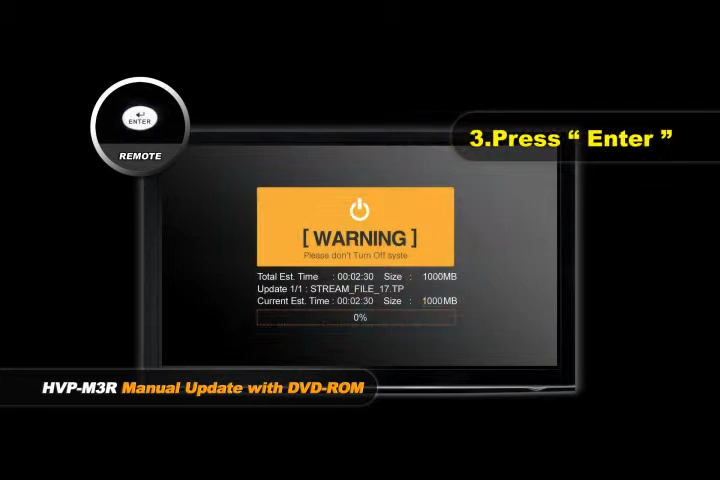 ENTER
REMOTE
3.Press “ Enter ”
[ WARNING ]
Please don't Turn Off syste
Total Est. Time : 00:02:30 Size : 1000MB
Update 1/1 : STREAM_FILE_17.TP
Current Est. Time : 00:02:30 Size : 1000MB
0%
HVP-M3R Manual Update with DVD-ROM